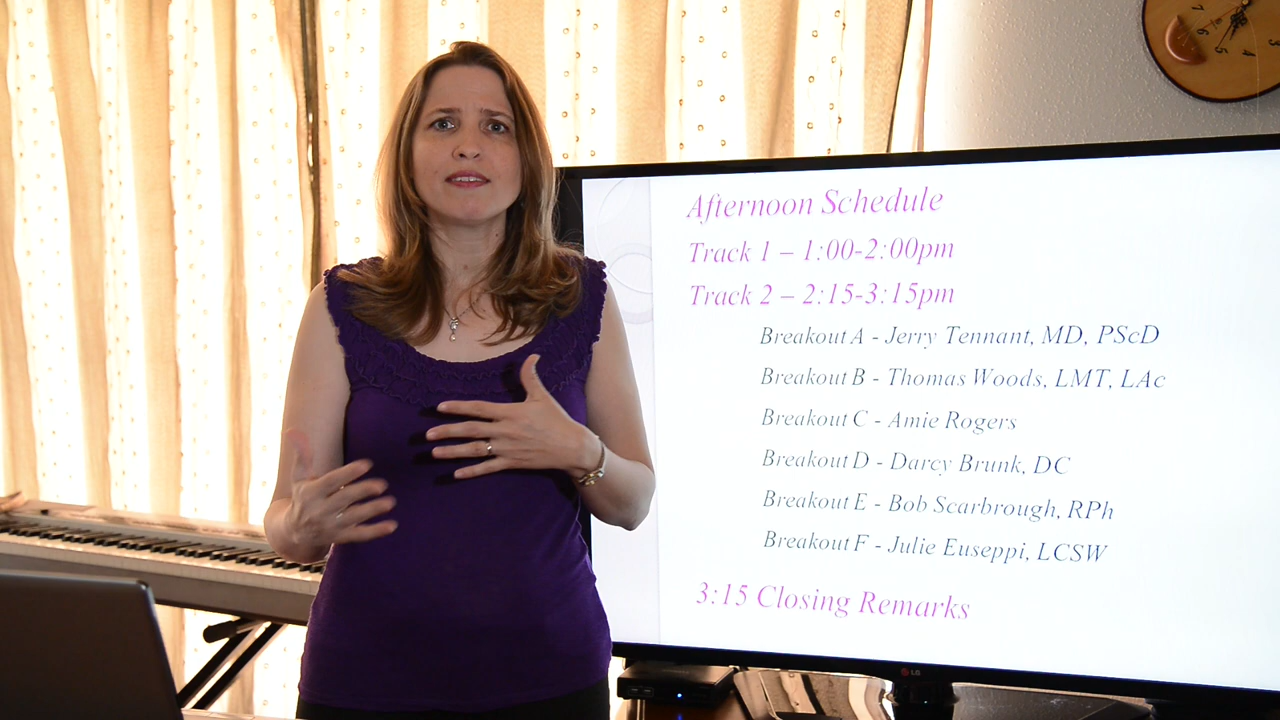 Afternoon Schedule
Track 1 – 1:00-2:00pm
Track 2 – 2:15-3:15pm
Breakout A - Jerry Tennant, MD, PScD
Breakout B - Thomas Woods, LMT, LAc
Breakout C - Amie Rogers
Breakout D - Darcy Brunk, DC
Breakout E - Bob Scarbrough, RPh
Breakout F - Julie Euseppi, LCSW
3:15 Closing Remarks
LG